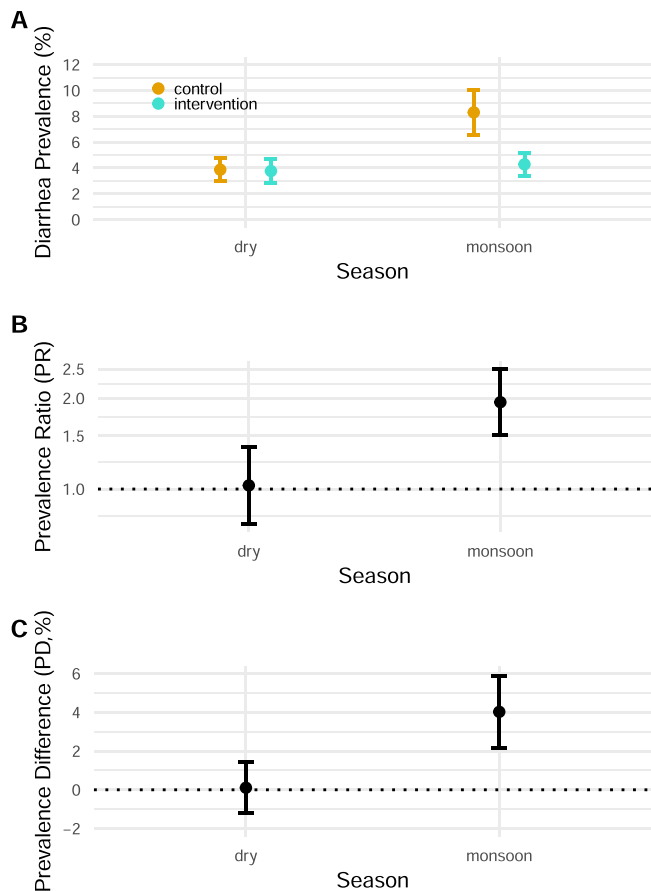 A
Diarrhea Prevalence (%)
12
10
8
6
4
2
0
control
intervention
dry
monsoon
Season
B
Prevalence Ratio (PR)
2.5
2.0
1.5
1.0
dry
monsoon
Season
C
Prevalence Difference (PD,%)
6
4
2
0
−2
dry
monsoon
Season